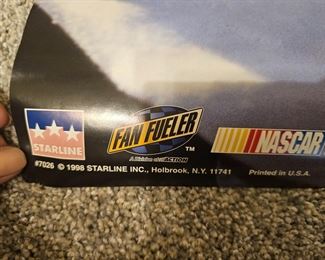 STARLINE
FAN FUELER
TM
A Division of ACTION
NASCAR
#7026 © 1998 STARLINE INC., Holbrook, N.Y. 11741
Printed in U.S.A.